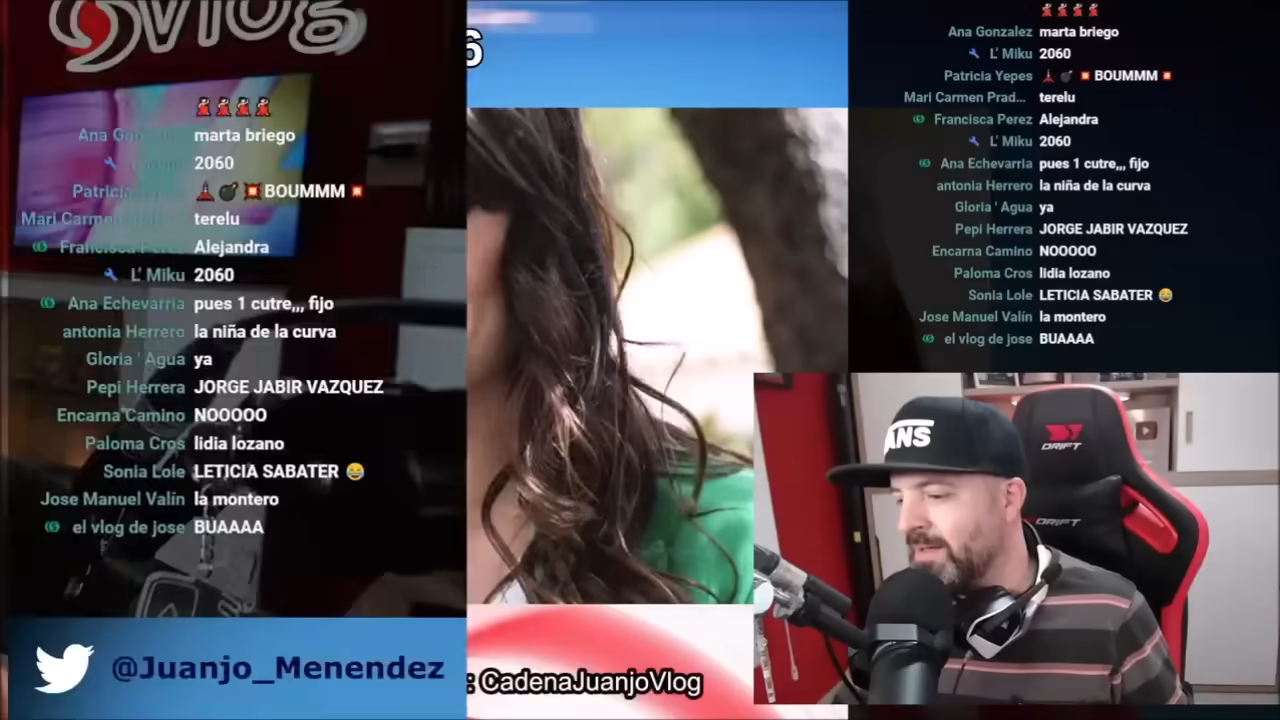 Vlog
6
Ana Gonzalez marta briego
L' Miku 2060
Patricia Yepes BOUMMM
Mari Carmen Prad... terelu
Francisca Perez Alejandra
L' Miku 2060
Ana Echevarria pues 1 cutre,,, fijo
antonia Herrero la niña de la curva
Gloria ' Agua ya
Pepi Herrera JORGE JABIR VAZQUEZ
Encarna Camino NOOOOO
Paloma Cros lidia lozano
Sonia Lole LETICIA SABATER 😂
Jose Manuel Valín la montero
el vlog de jose BUAAAA
marta briego
2060
BOUMMM
terelu
Francisca Perez Alejandra
L' Miku 2060
Ana Echevarria pues 1 cutre,,, fijo
antonia Herrero la niña de la curva
Gloria ' Agua ya
Pepi Herrera JORGE JABIR VAZQUEZ
Encarna Camino NOOOOO
Paloma Cros lidia lozano
Sonia Lole LETICIA SABATER 😂
Jose Manuel Valín la montero
el vlog de jose BUAAAA
@Juanjo_Menendez
: CadenaJuanjoVlog
ANS
DRIFT
DRIFT